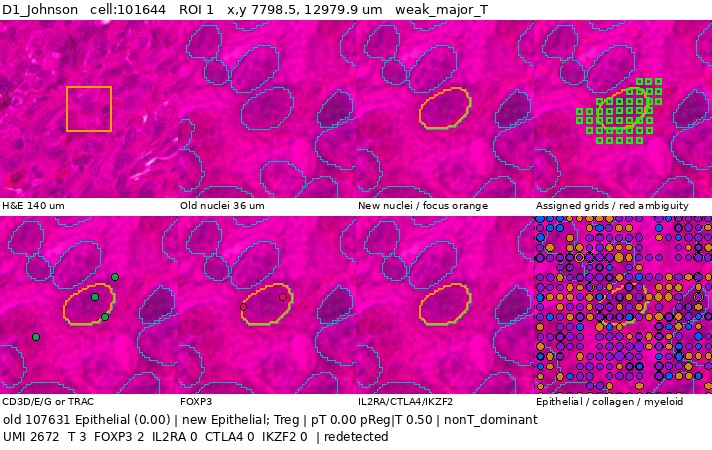 D1_Johnson cell:101644 ROI 1 x,y 7798.5, 12979.9 um weak_major_T
H&E 140 um
Old nuclei 36 um
New nuclei / focus orange
Assigned grids / red ambiguity
CD3D/E/G or TRAC
FOXP3
IL2RA/CTLA4/IKZF2
Epithelial / collagen / myeloid
old 107631 Epithelial (0.00) | new Epithelial; Treg | pT 0.00 pReg|T 0.50 | nonT_dominant
UMI 2672 T 3 FOXP3 2 IL2RA 0 CTLA4 0 IKZF2 0 | redetected